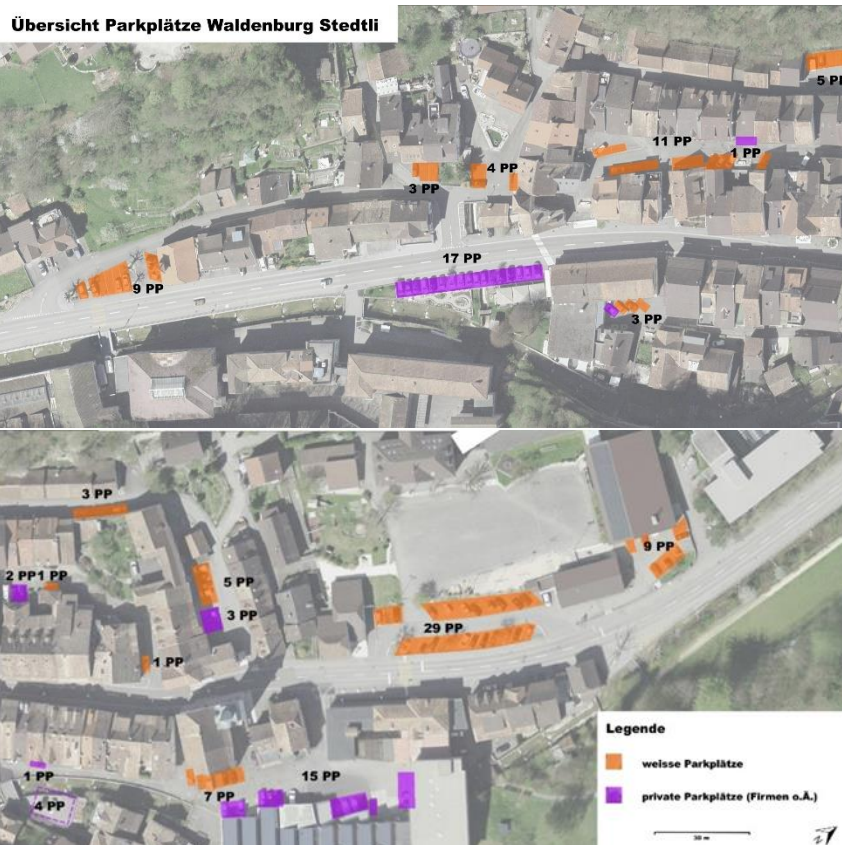 Übersicht Parkplätze Waldenburg Stedtli
5 PP
11 PP
1 PP
4 PP
3 PP
17 PP
9 PP
3 PP
3 PP
9 PP
2 PP 1 PP
5 PP
3 PP
29 PP
1 PP
Legende
weisse Parkplätze
1 PP
15 PP
7 PP
private Parkplätze (Firmen o.Ä.)
4 PP
30 m